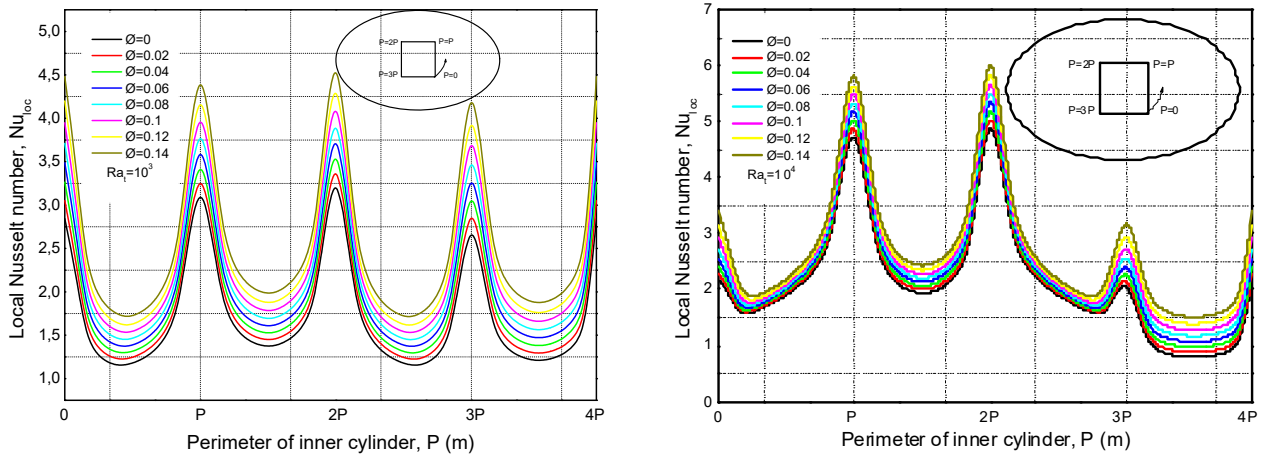 5,0
4,5
4,0
3,5
3,0
2,5
2,0
1,5
1,0
Local Nusselt number, Nu_loc
Ø=0
Ø=0.02
Ø=0.04
Ø=0.06
Ø=0.08
Ø=0.1
Ø=0.12
Ø=0.14
Ra_t=10^3
P=2P P=P
P=3P P=0
0 P 2P 3P 4P
Perimeter of inner cylinder, P (m)
7
6
5
4
3
2
1
0
Local Nusselt number, Nu_loc
Ø=0
Ø=0.02
Ø=0.04
Ø=0.06
Ø=0.08
Ø=0.1
Ø=0.12
Ø=0.14
Ra_t=10^4
P=2P P=P
P=3P P=0
0 P 2P 3P 4P
Perimeter of inner cylinder, P (m)